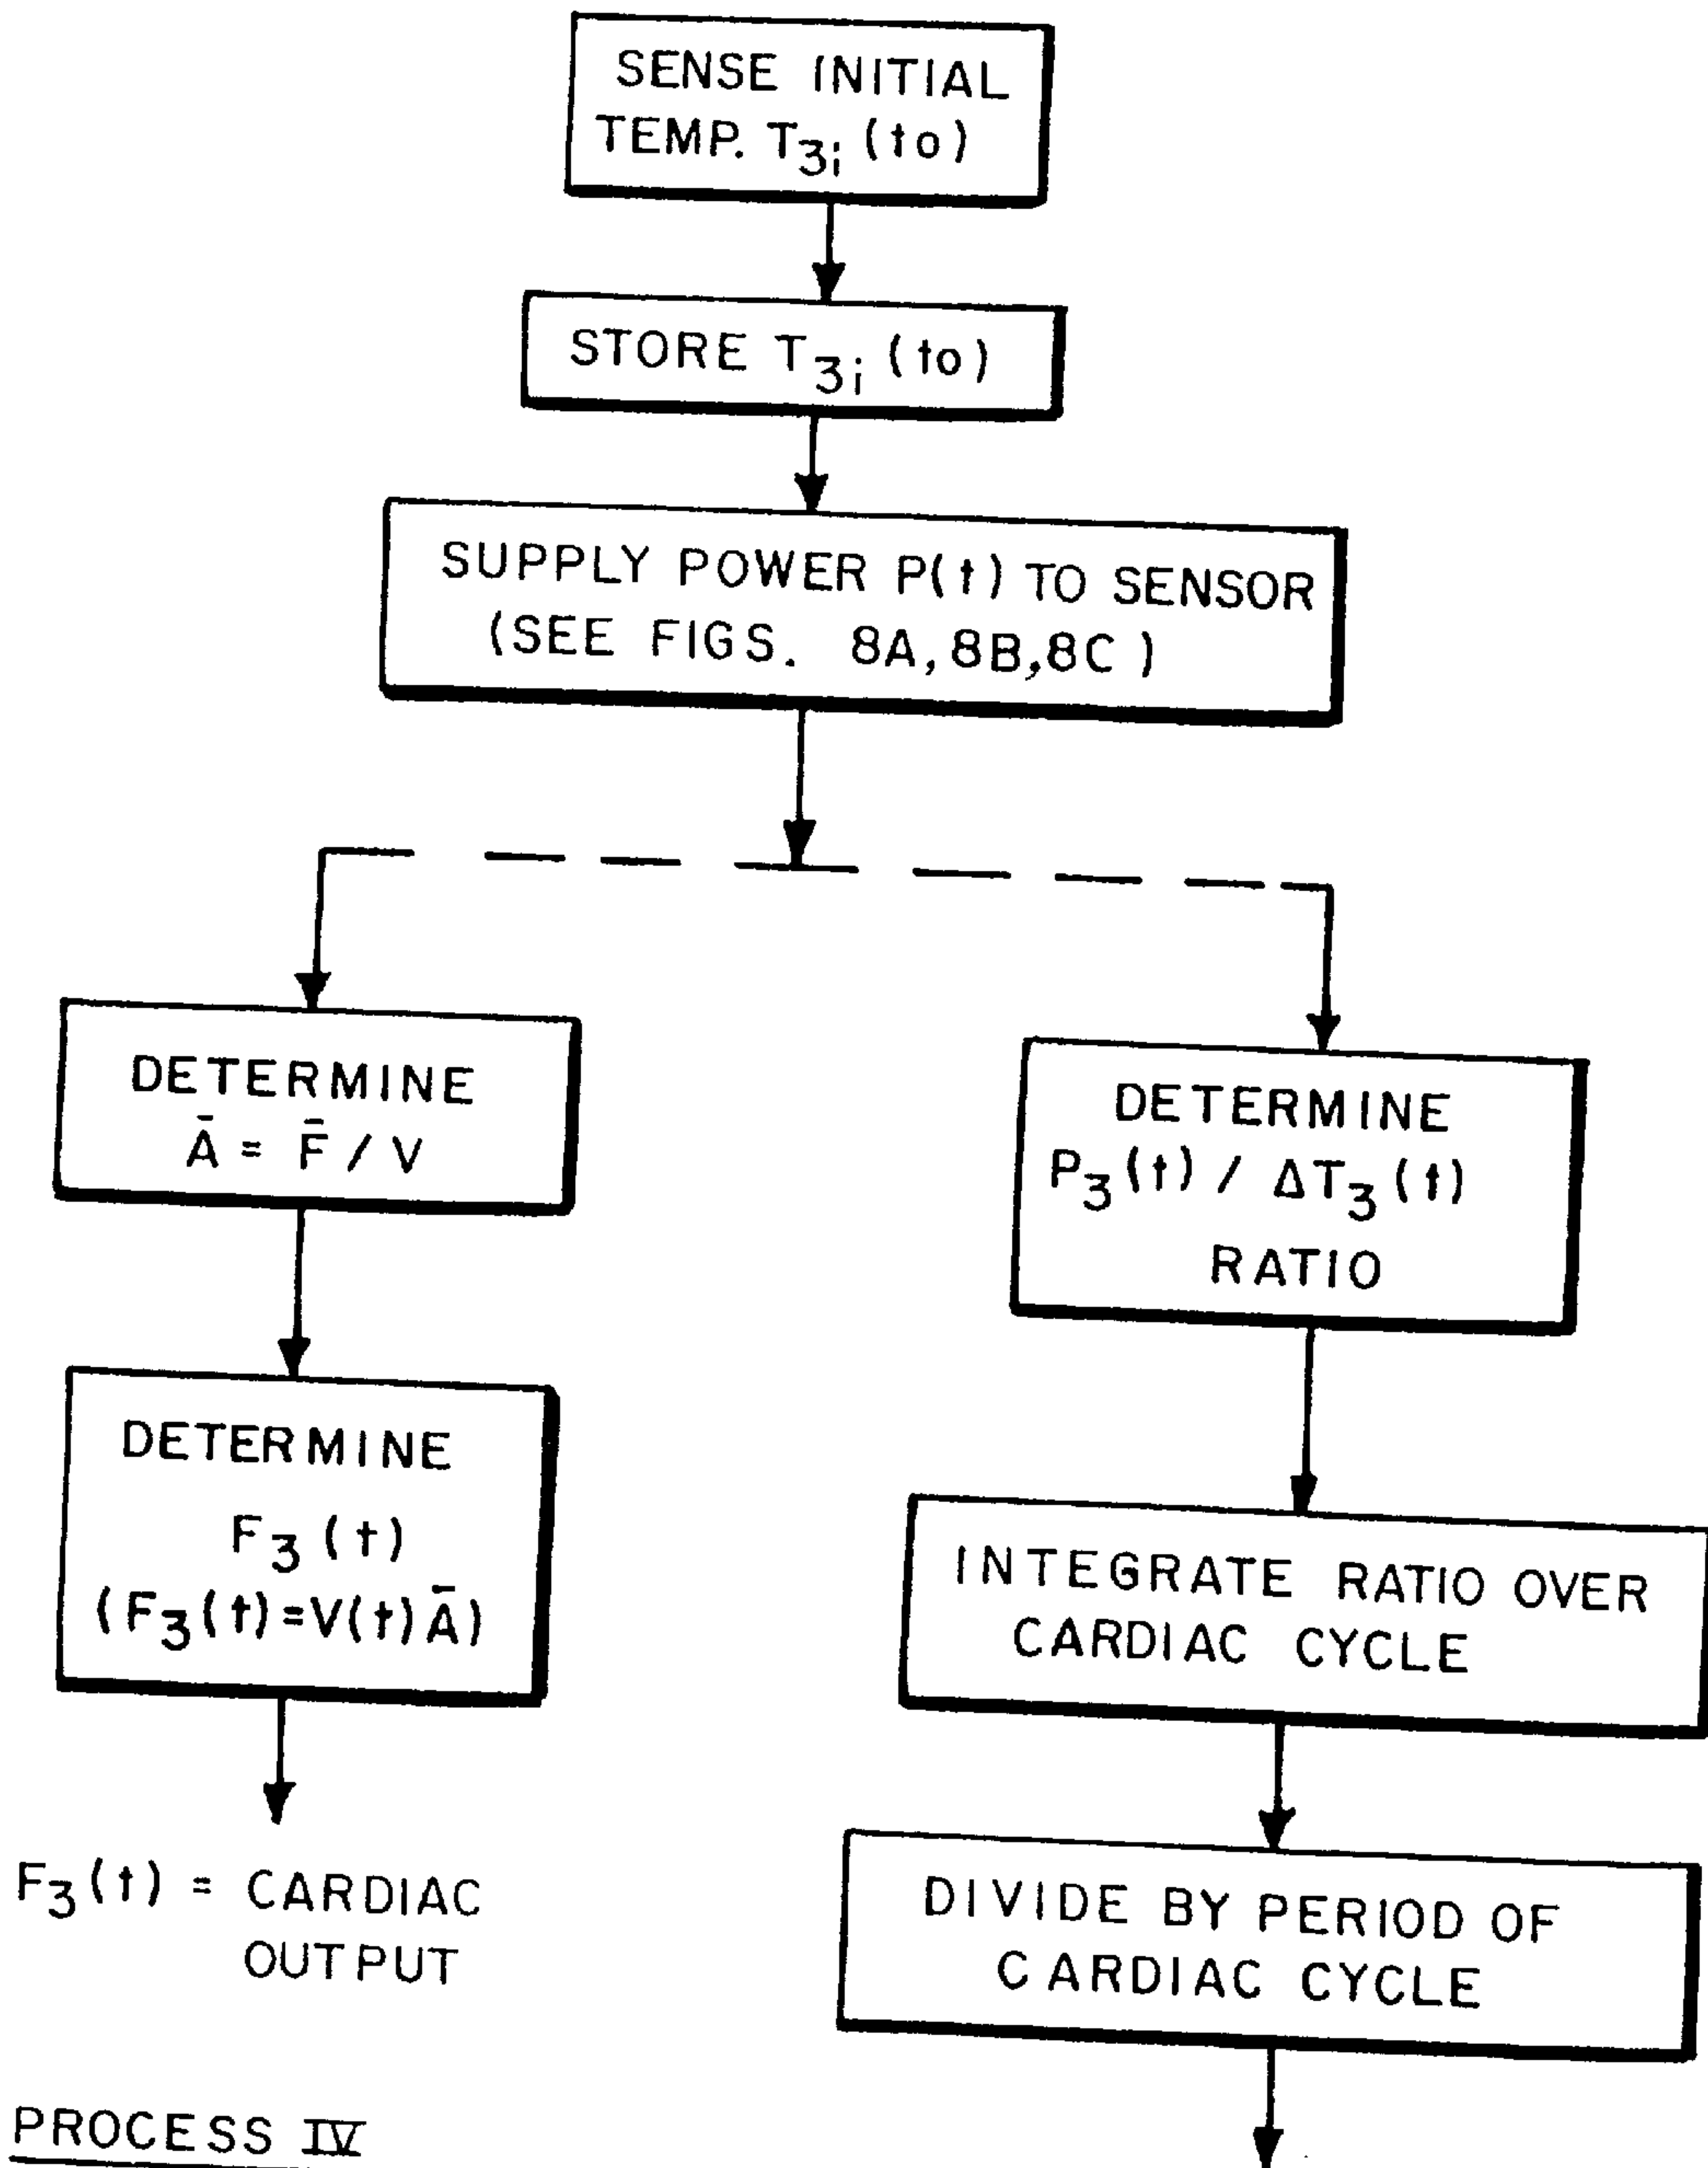 SENSE INITIAL
TEMP. T3i (to)
STORE T3i (to)
SUPPLY POWER P(t) TO SENSOR
(SEE FIGS. 8A, 8B, 8C )
DETERMINE
Ā = F̄ / V
DETERMINE
F3 (t)
(F3(t)=V(t)Ā)
F3(t) = CARDIAC
OUTPUT
DETERMINE
P3(t) / ΔT3(t)
RATIO
INTEGRATE RATIO OVER
CARDIAC CYCLE
DIVIDE BY PERIOD OF
CARDIAC CYCLE
PROCESS IV